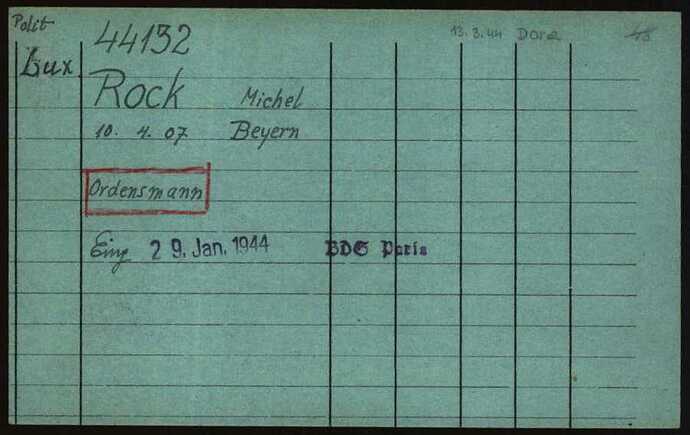 Polit
44132
13.3.44 Dora
Lux.
Rock Michel
10. 4. 07 Beyern
Ordensmann
Eing 29. Jan. 1944 BDS Paris